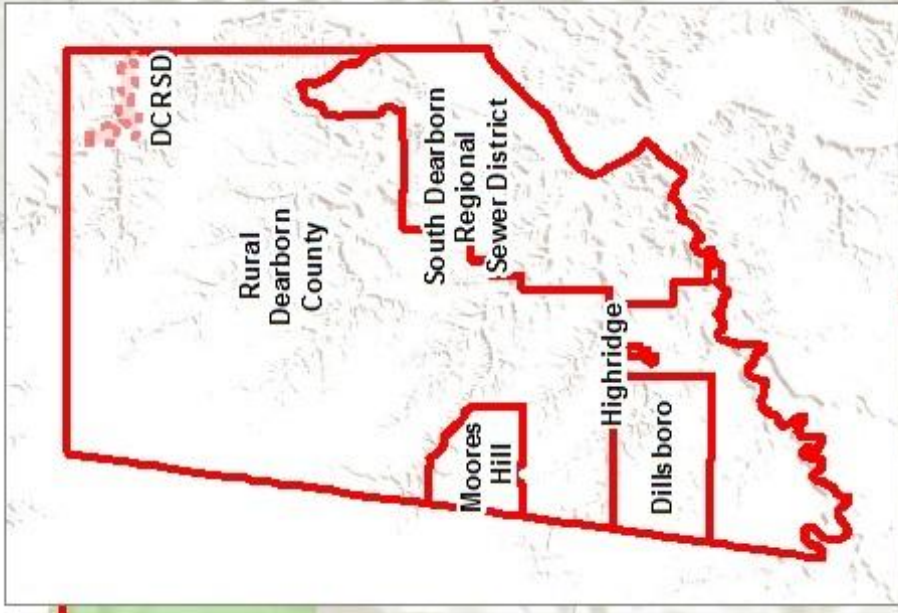 DCRSD
Rural
Dearborn
County
South Dearborn
Regional
Sewer District
Highridge
Moores
Hill
Dillsboro